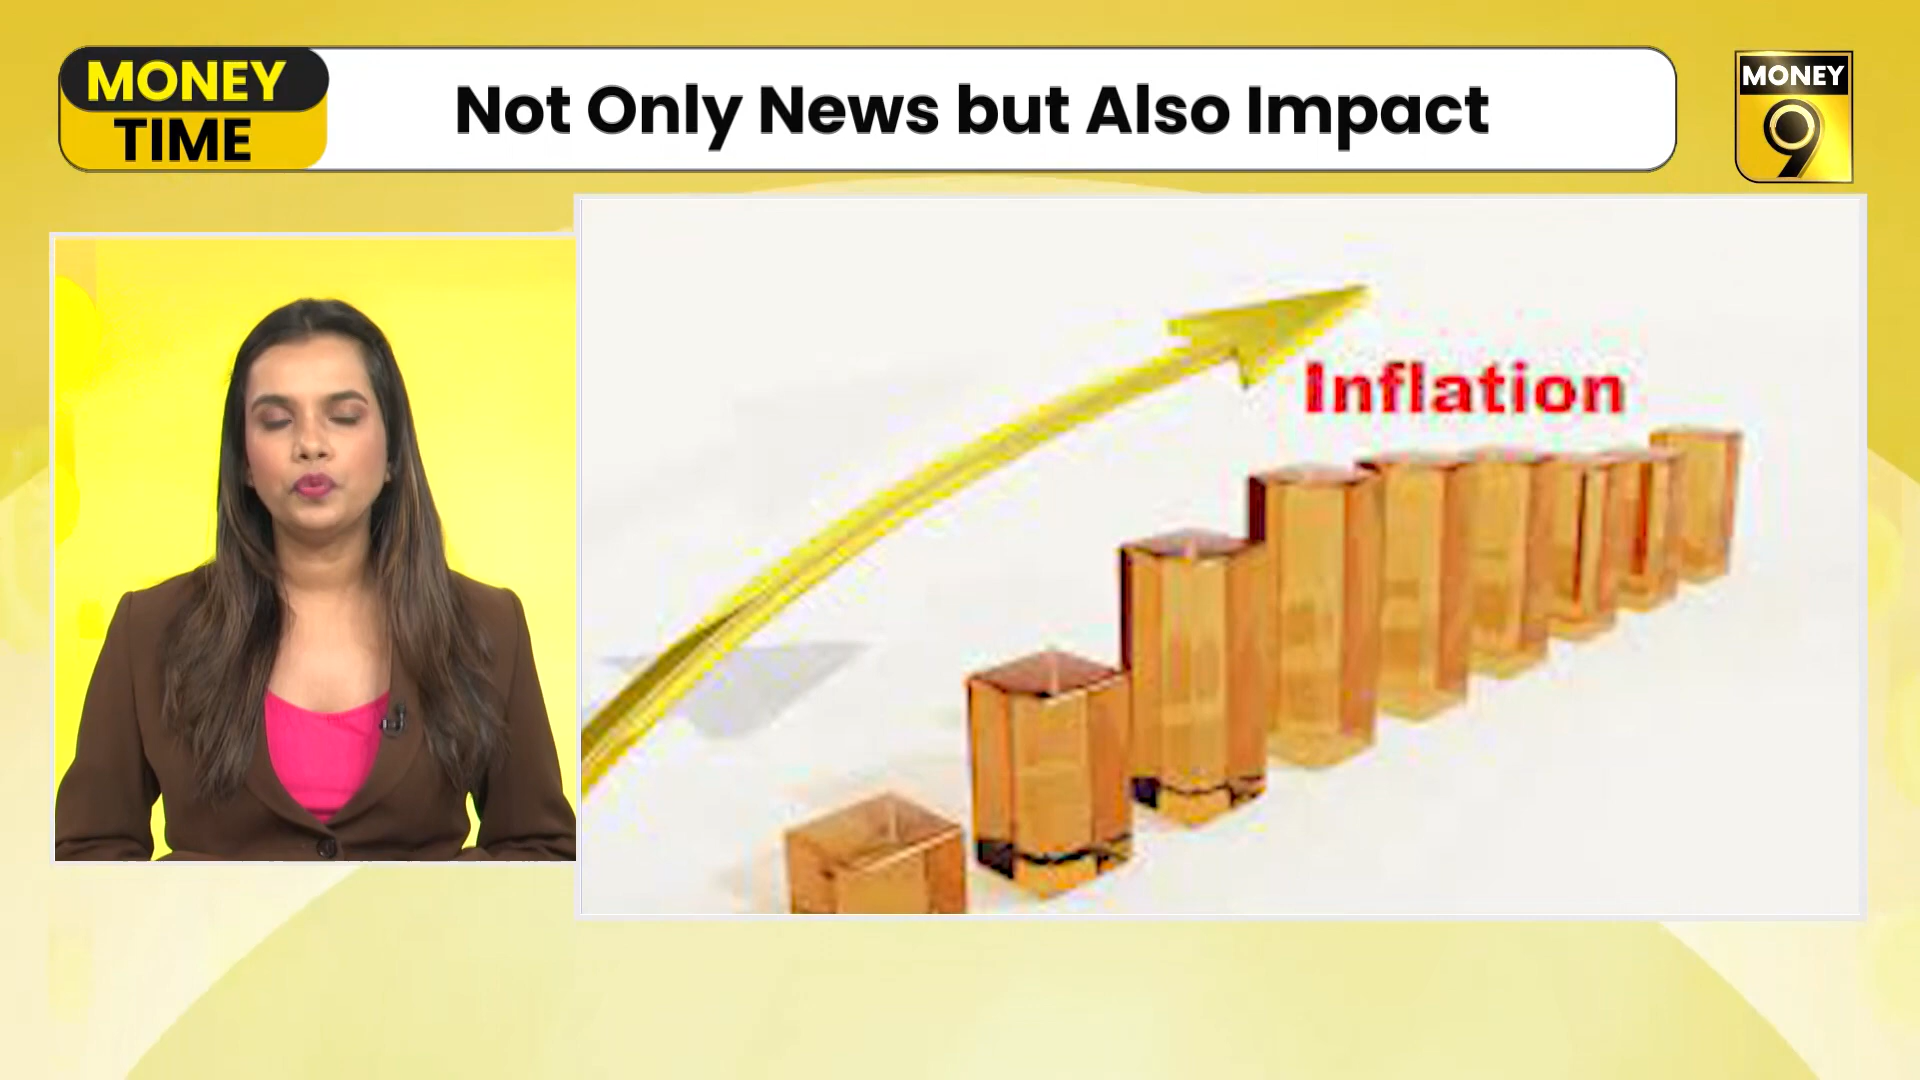 MONEY
TIME
Not Only News but Also Impact
MONEY
9
Inflation